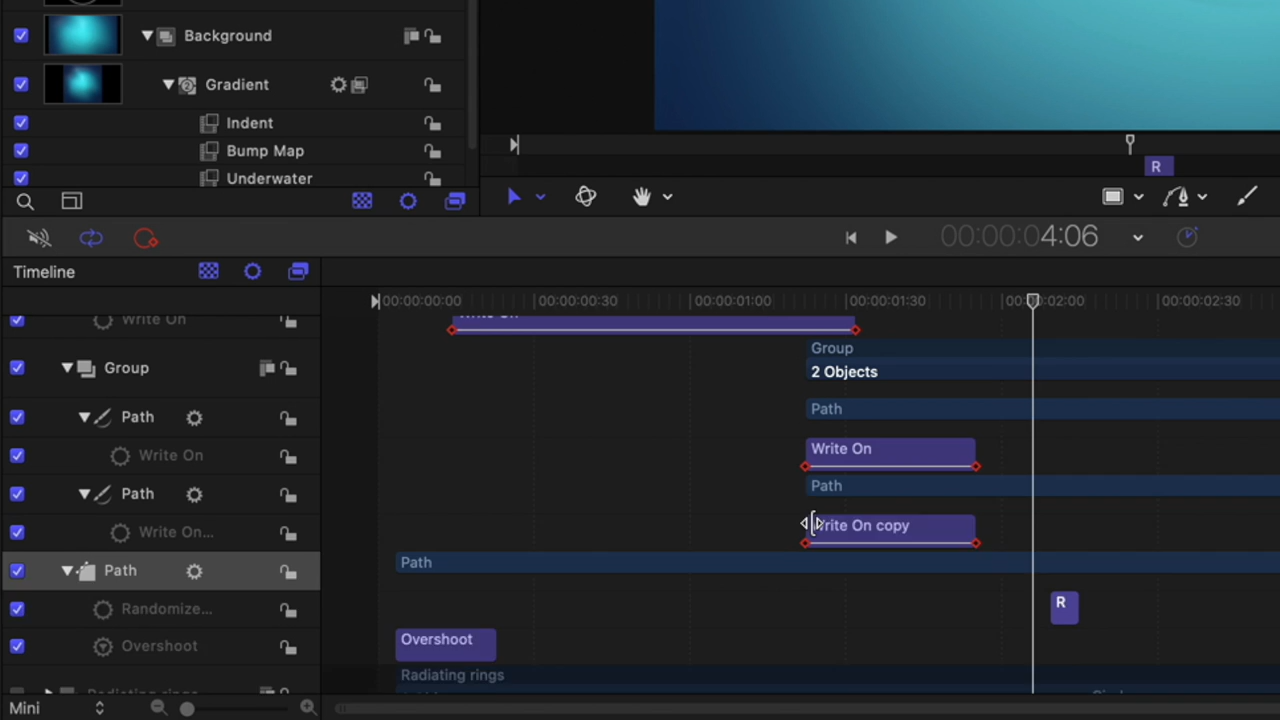 Background
Gradient
Indent
Bump Map
Underwater
R
00:00:04:06
Timeline
00:00:00:00 00:00:00:30 00:00:01:00 00:00:01:30 00:00:02:00 00:00:02:30
Write On
Write On
Group
Group
2 Objects
Path
Path
Write On
Write On
Path
Path
Write On...
Write On copy
Path
Path
Randomize...
R
Overshoot
Overshoot
Radiating rings
Radiating rings
Mini